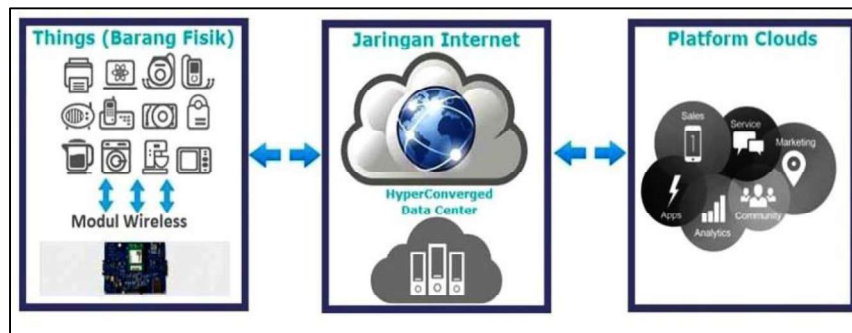 Things (Barang Fisik)
Modul Wireless
Jaringan Internet
HyperConverged
Data Center
Platform Clouds
Sales
Service
Marketing
Apps
Analytics
Community